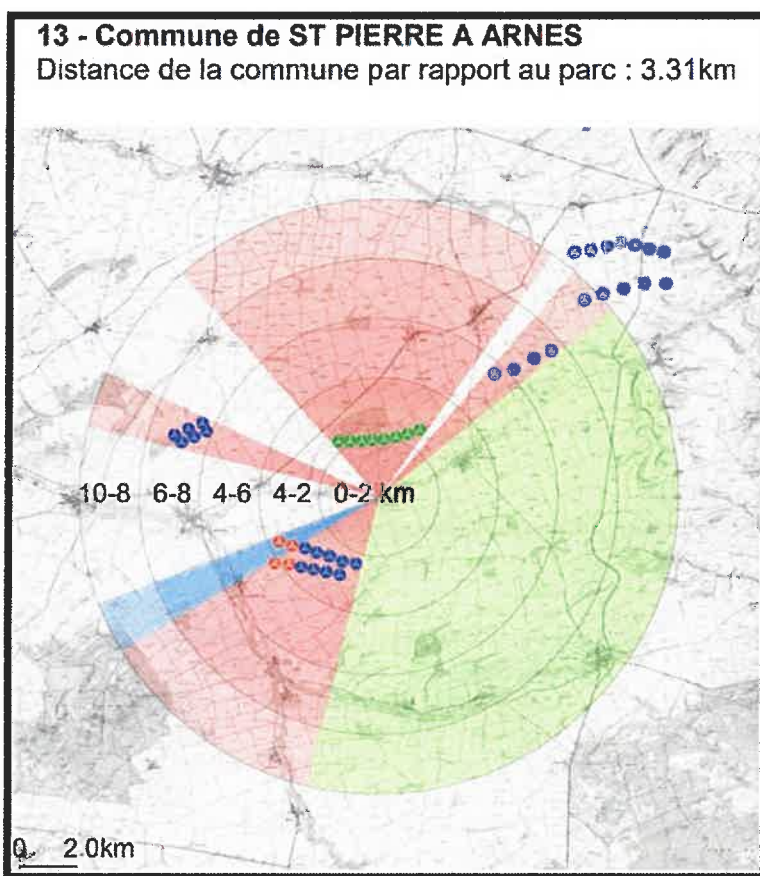 13 - Commune de ST PIERRE A ARNES
Distance de la commune par rapport au parc : 3.31km
10-8 6-8 4-6 4-2 0-2 km
0 2.0km